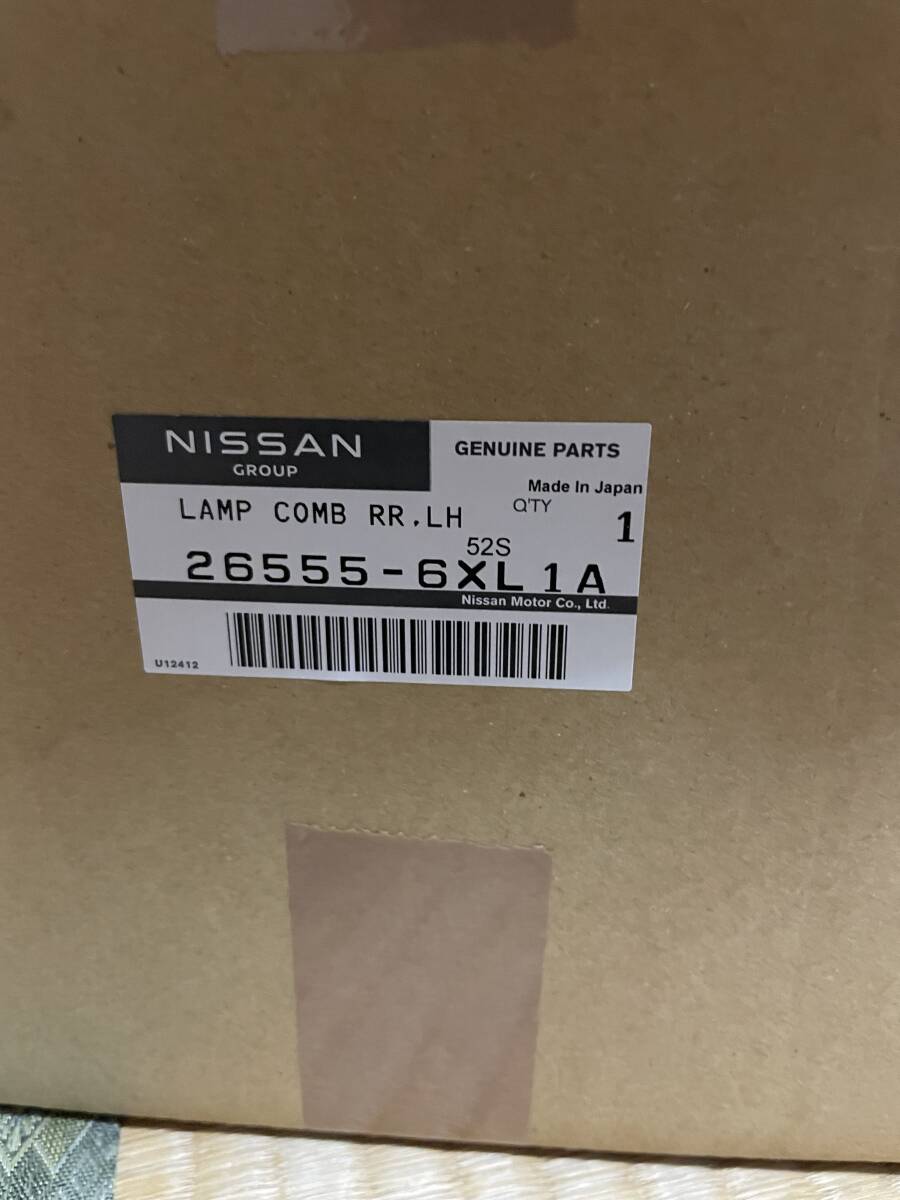 NISSAN
GROUP
GENUINE PARTS
Made In Japan
LAMP COMB RR.LH
Q'TY
1
52S
26555-6XL1A
Nissan Motor Co., Ltd.
U12412